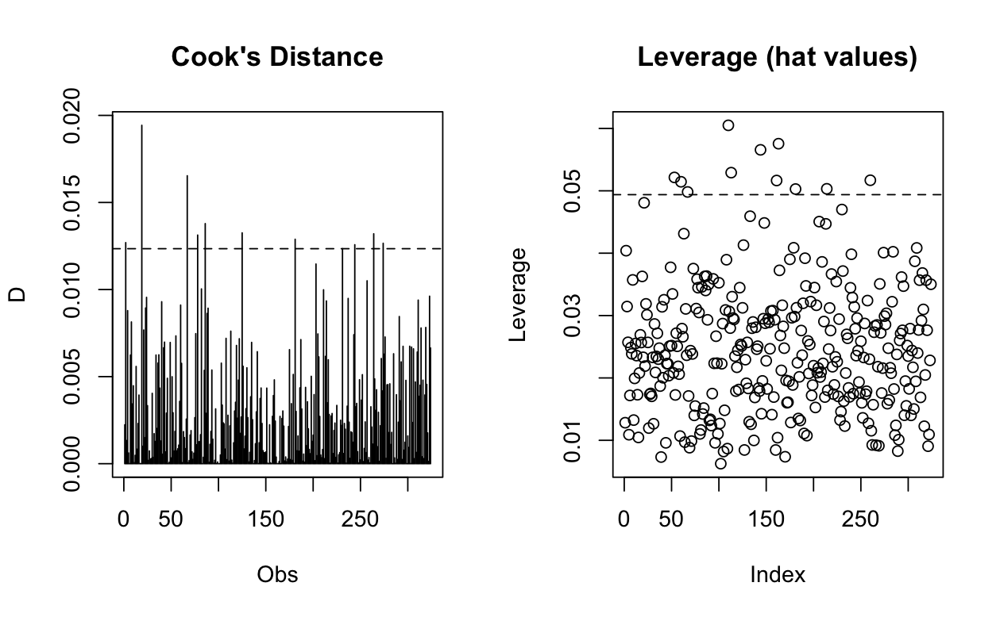 Cook's Distance
D
0.020
0.015
0.010
0.005
0.000
0 50 150 250
Obs
Leverage (hat values)
Leverage
0.05
0.03
0.01
0 50 150 250
Index